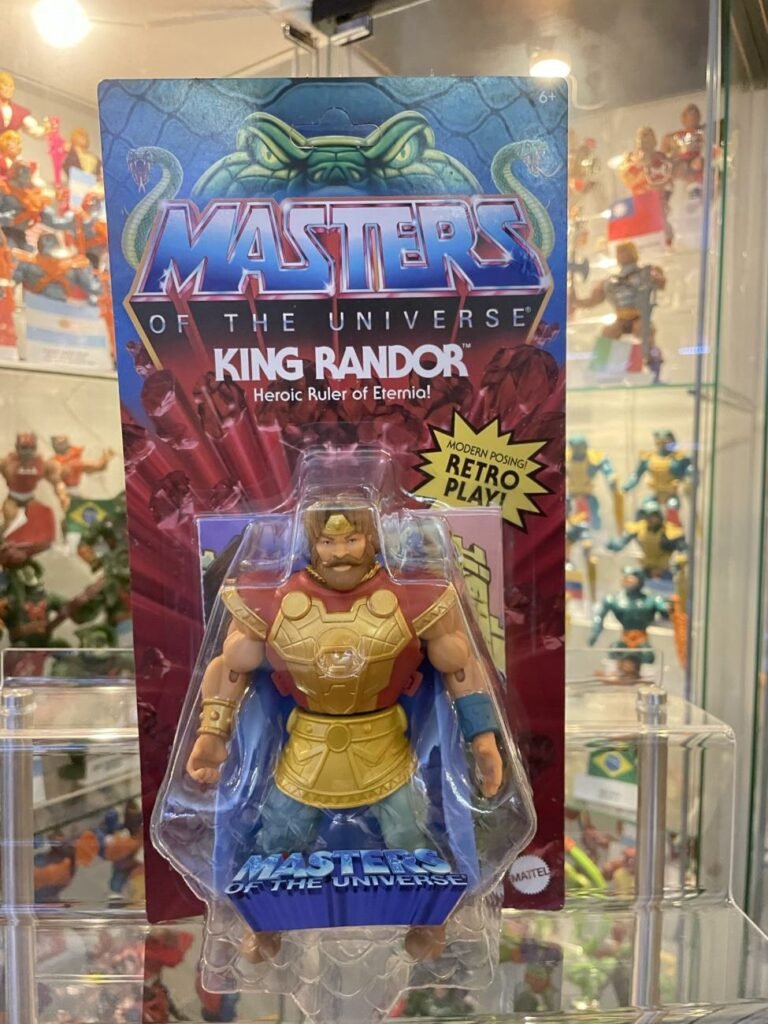 6+
MASTERS
OF THE UNIVERSE®
KING RANDOR™
Heroic Ruler of Eternia!
MODERN POSING!
RETRO
PLAY!
MASTERS
OF THE UNIVERSE
MATTEL